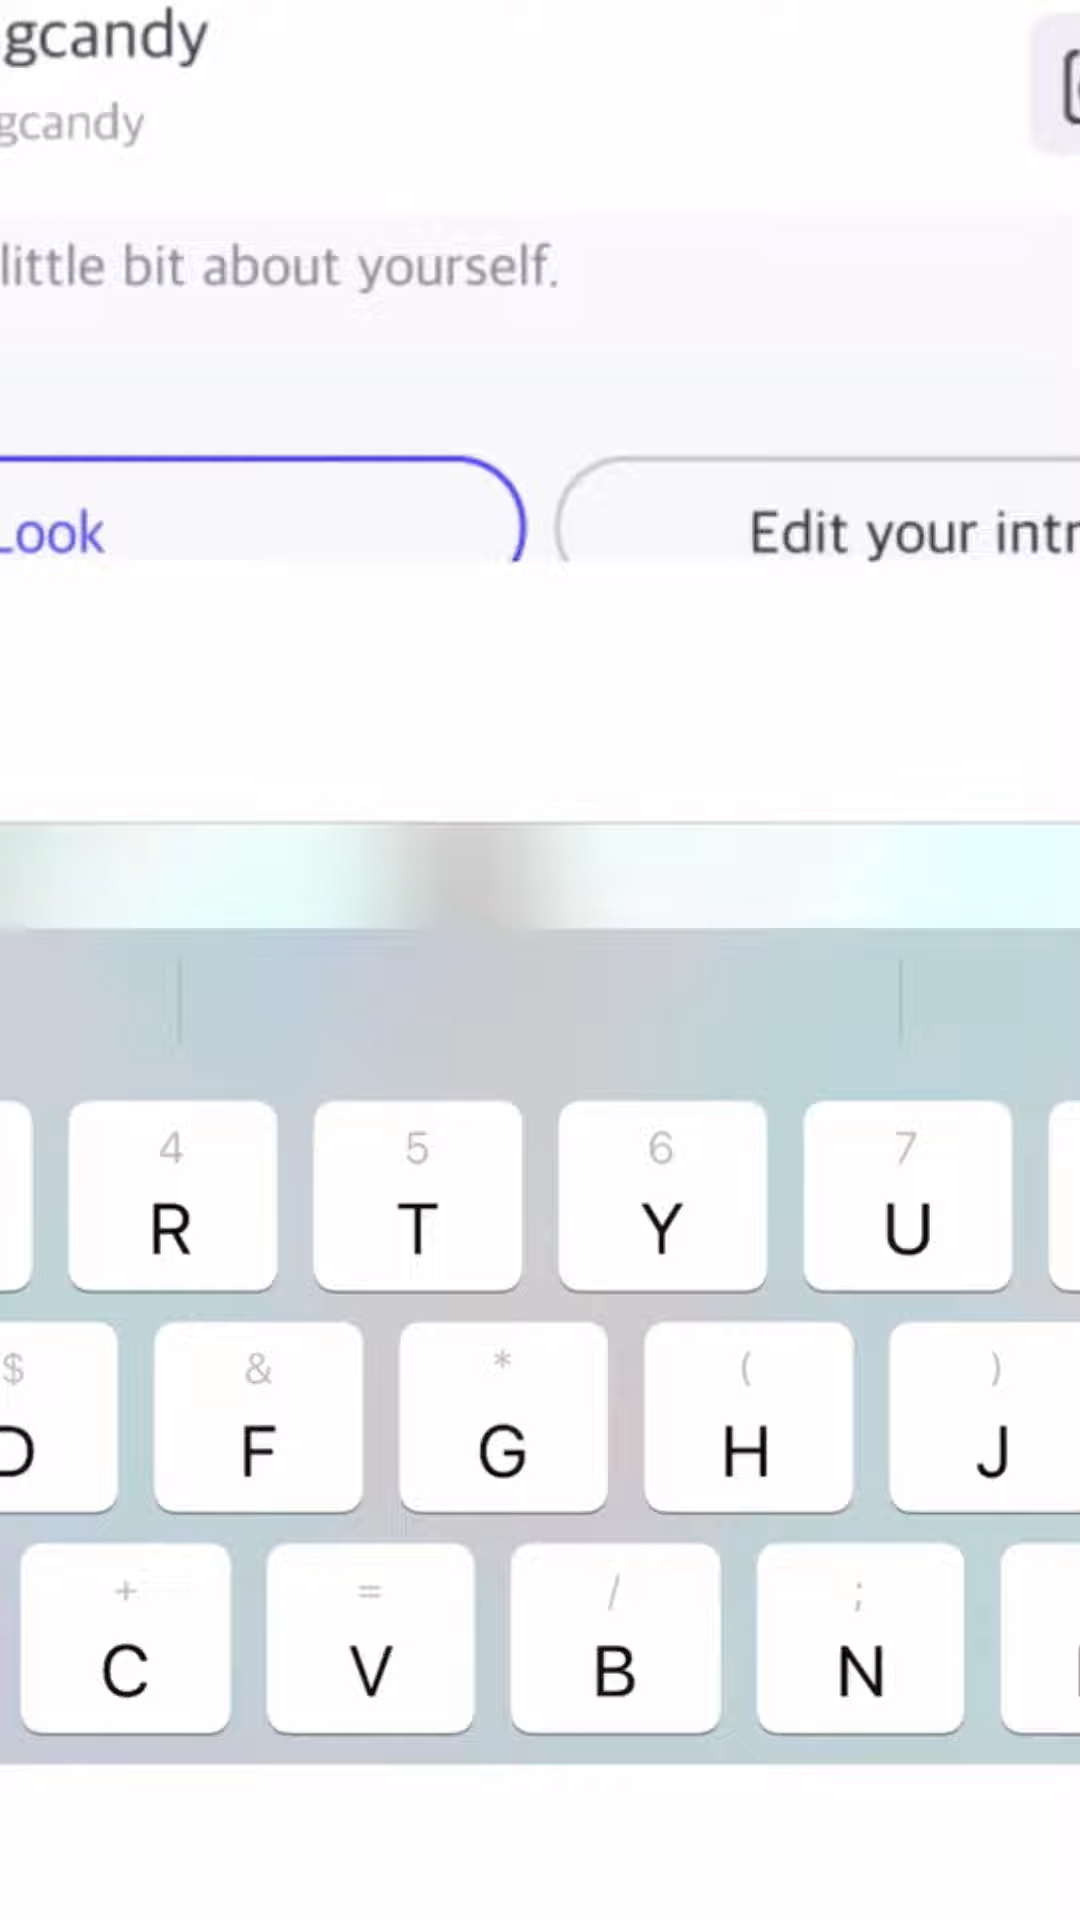 gcandy
gcandy
little bit about yourself.
Look
Edit your intr
4 5 6 7
R T Y U
$ & * ( )
D F G H J
+ = / ;
C V B N